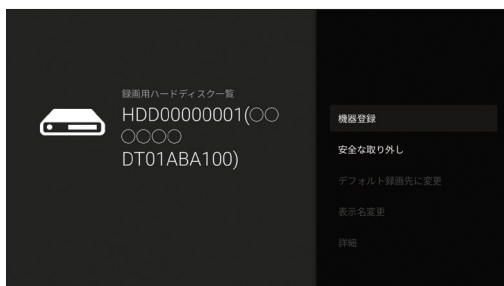 録画用ハードディスク一覧
HDD00000001(○○
○○○○
DT01ABA100)
機器登録
安全な取り外し
デフォルト録画先に変更
表示名変更
詳細